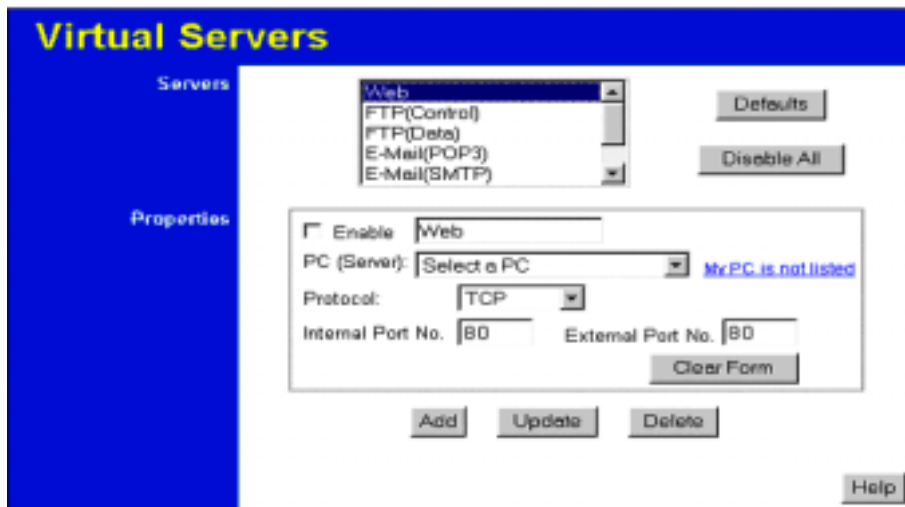 Virtual Servers
Servers
Web
FTP(Control)
FTP(Data)
E-Mail(POP3)
E-Mail(SMTP)
Defaults
Disable All
Properties
Enable Web
PC (Server): Select a PC My PC is not listed
Protocol: TCP
Internal Port No. 80 External Port No. 80
Clear Form
Add Update Delete
Help